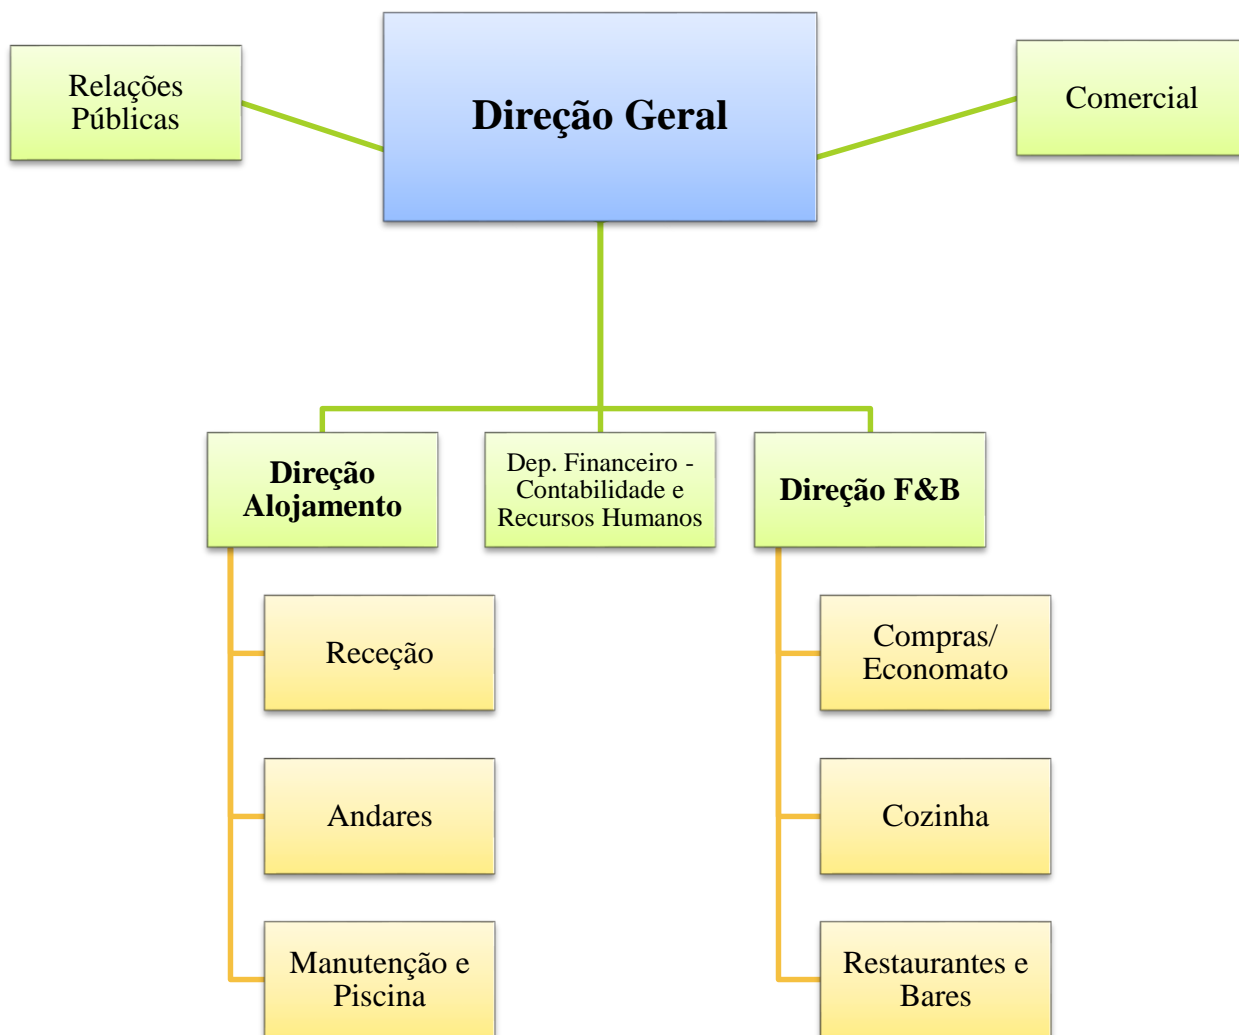 Relações
Públicas
Direção Geral
Comercial
Direção
Alojamento
Dep. Financeiro -
Contabilidade e
Recursos Humanos
Direção F&B
Receção
Compras/
Economato
Andares
Cozinha
Manutenção e
Piscina
Restaurantes e
Bares